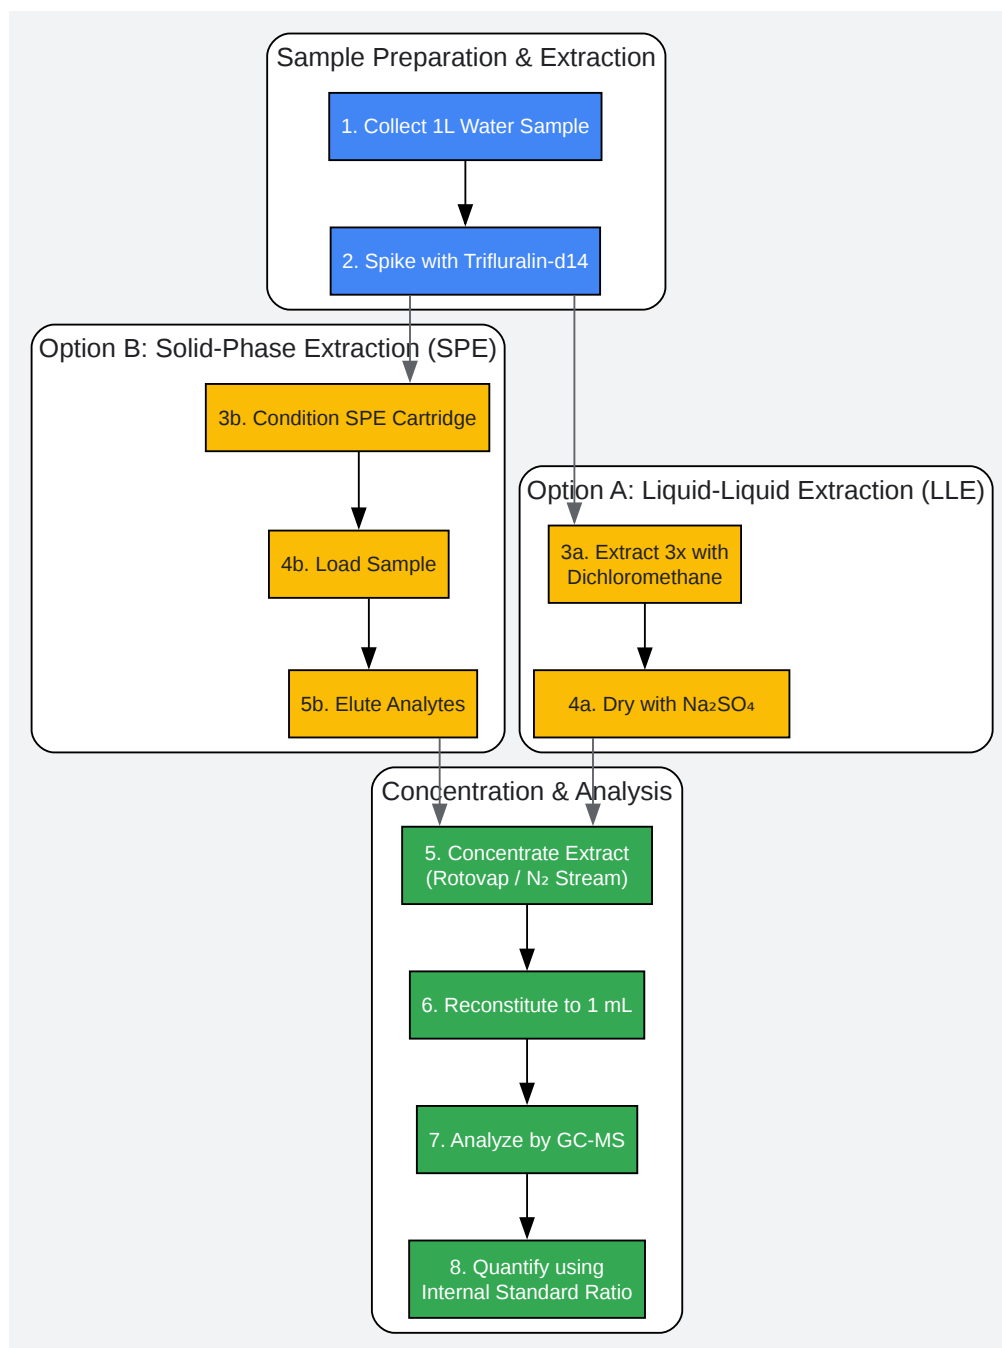 Sample Preparation & Extraction
1. Collect 1L Water Sample
2. Spike with Trifluralin-d14
Option B: Solid-Phase Extraction (SPE)
3b. Condition SPE Cartridge
4b. Load Sample
5b. Elute Analytes
Option A: Liquid-Liquid Extraction (LLE)
3a. Extract 3x with
Dichloromethane
4a. Dry with Na₂SO₄
Concentration & Analysis
5. Concentrate Extract
(Rotovap / N₂ Stream)
6. Reconstitute to 1 mL
7. Analyze by GC-MS
8. Quantify using
Internal Standard Ratio